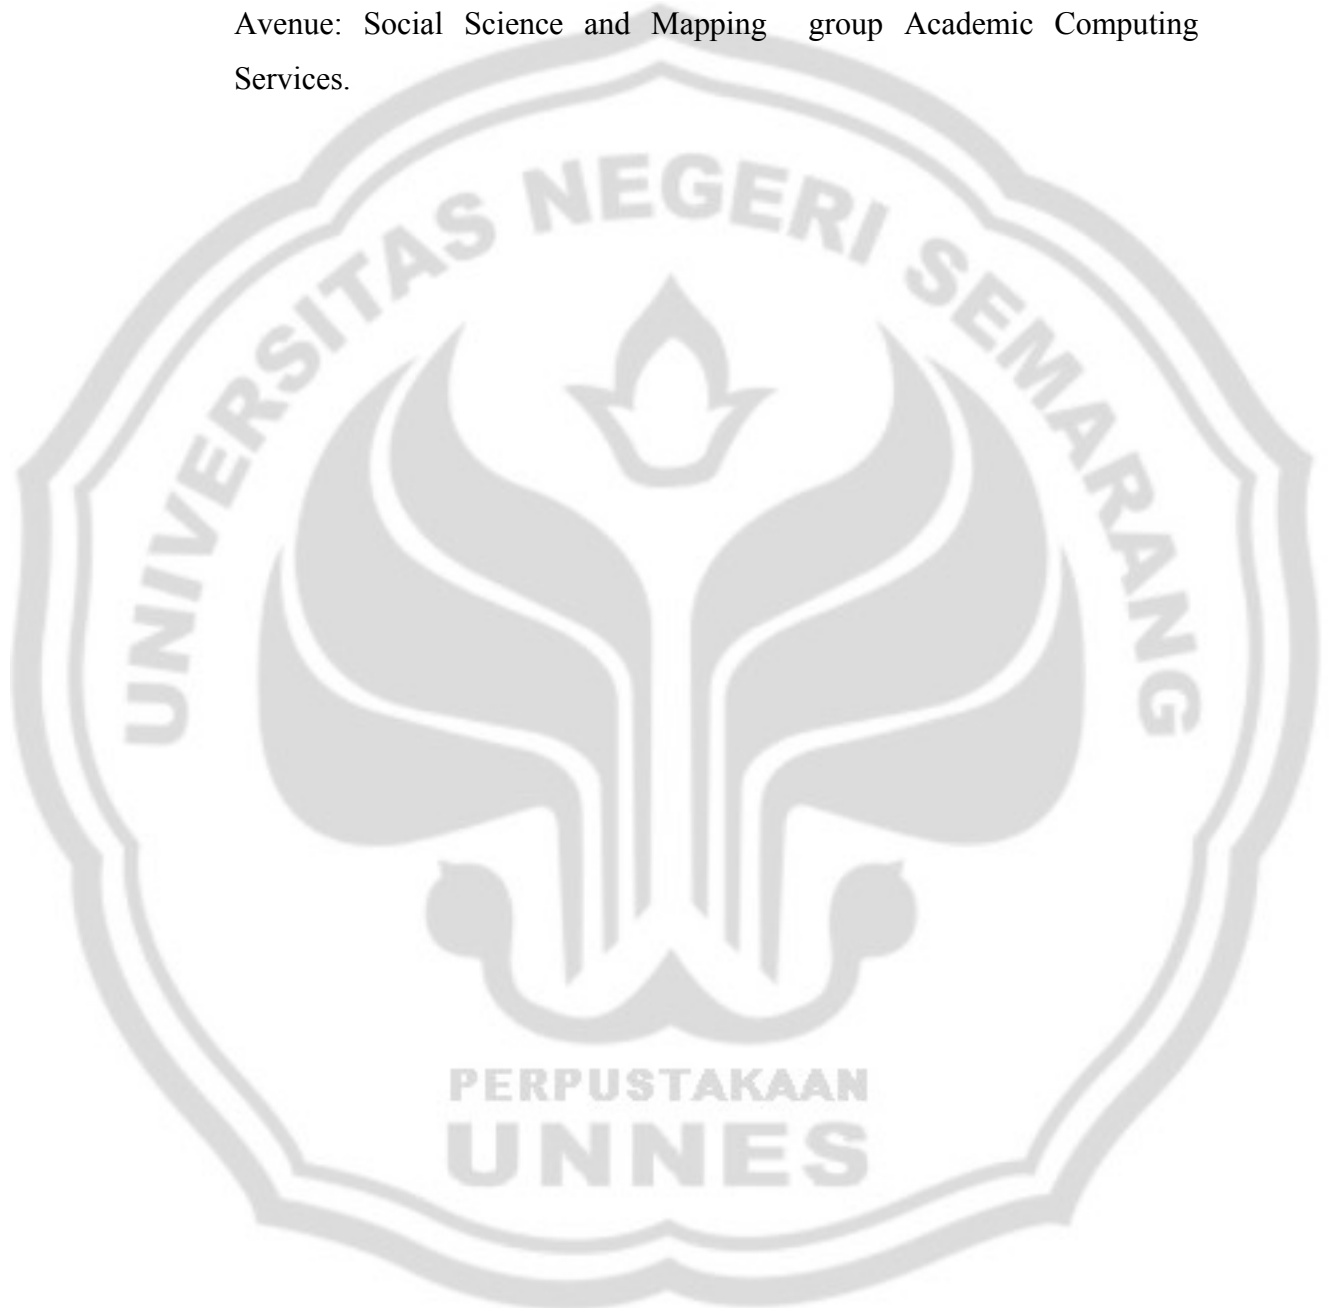 Avenue: Social Science and Mapping group Academic Computing
Services.
UNIVERSITAS NEGERI SEMARANG
PERPUSTAKAAN
UNNES